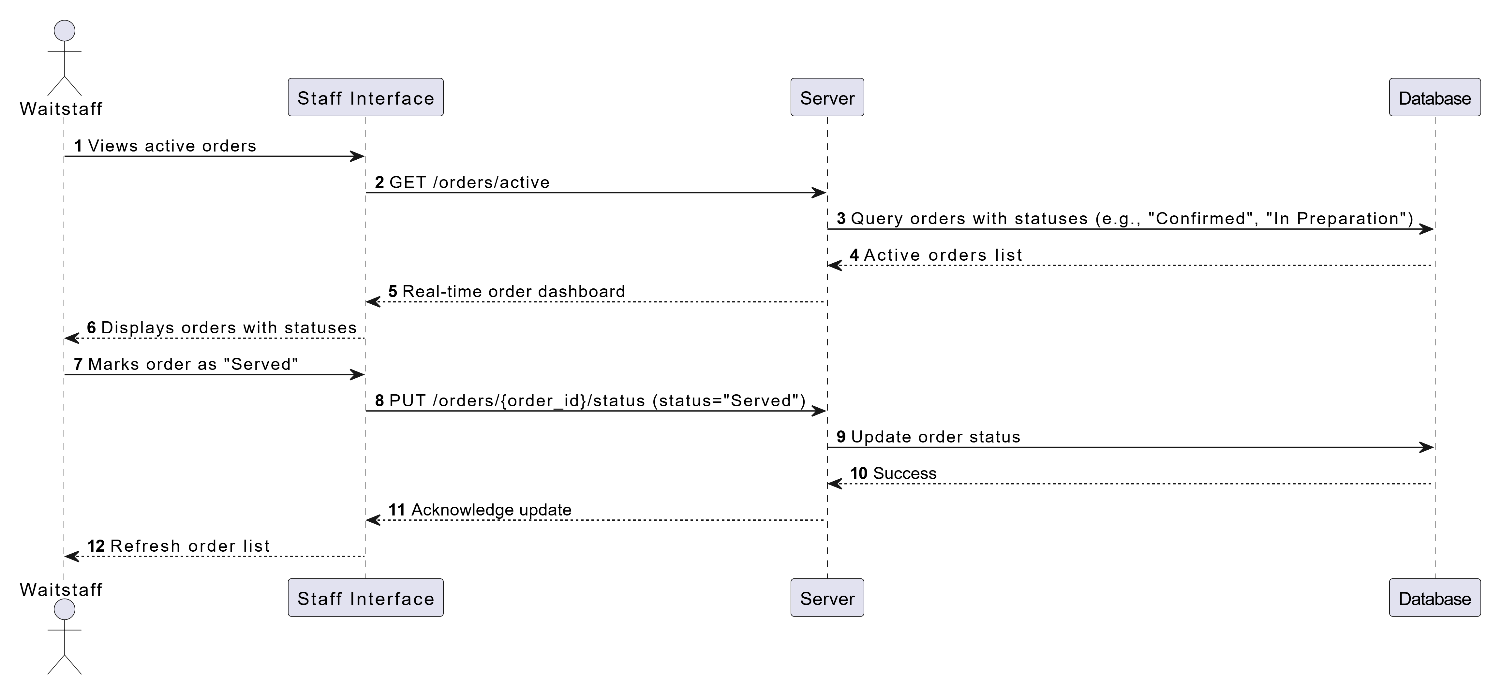 Waitstaff
Staff Interface
Server
Database
1 Views active orders
2 GET /orders/active
3 Query orders with statuses (e.g., "Confirmed", "In Preparation")
4 Active orders list
5 Real-time order dashboard
6 Displays orders with statuses
7 Marks order as "Served"
8 PUT /orders/{order_id}/status (status="Served")
9 Update order status
10 Success
11 Acknowledge update
12 Refresh order list
Waitstaff
Staff Interface
Server
Database